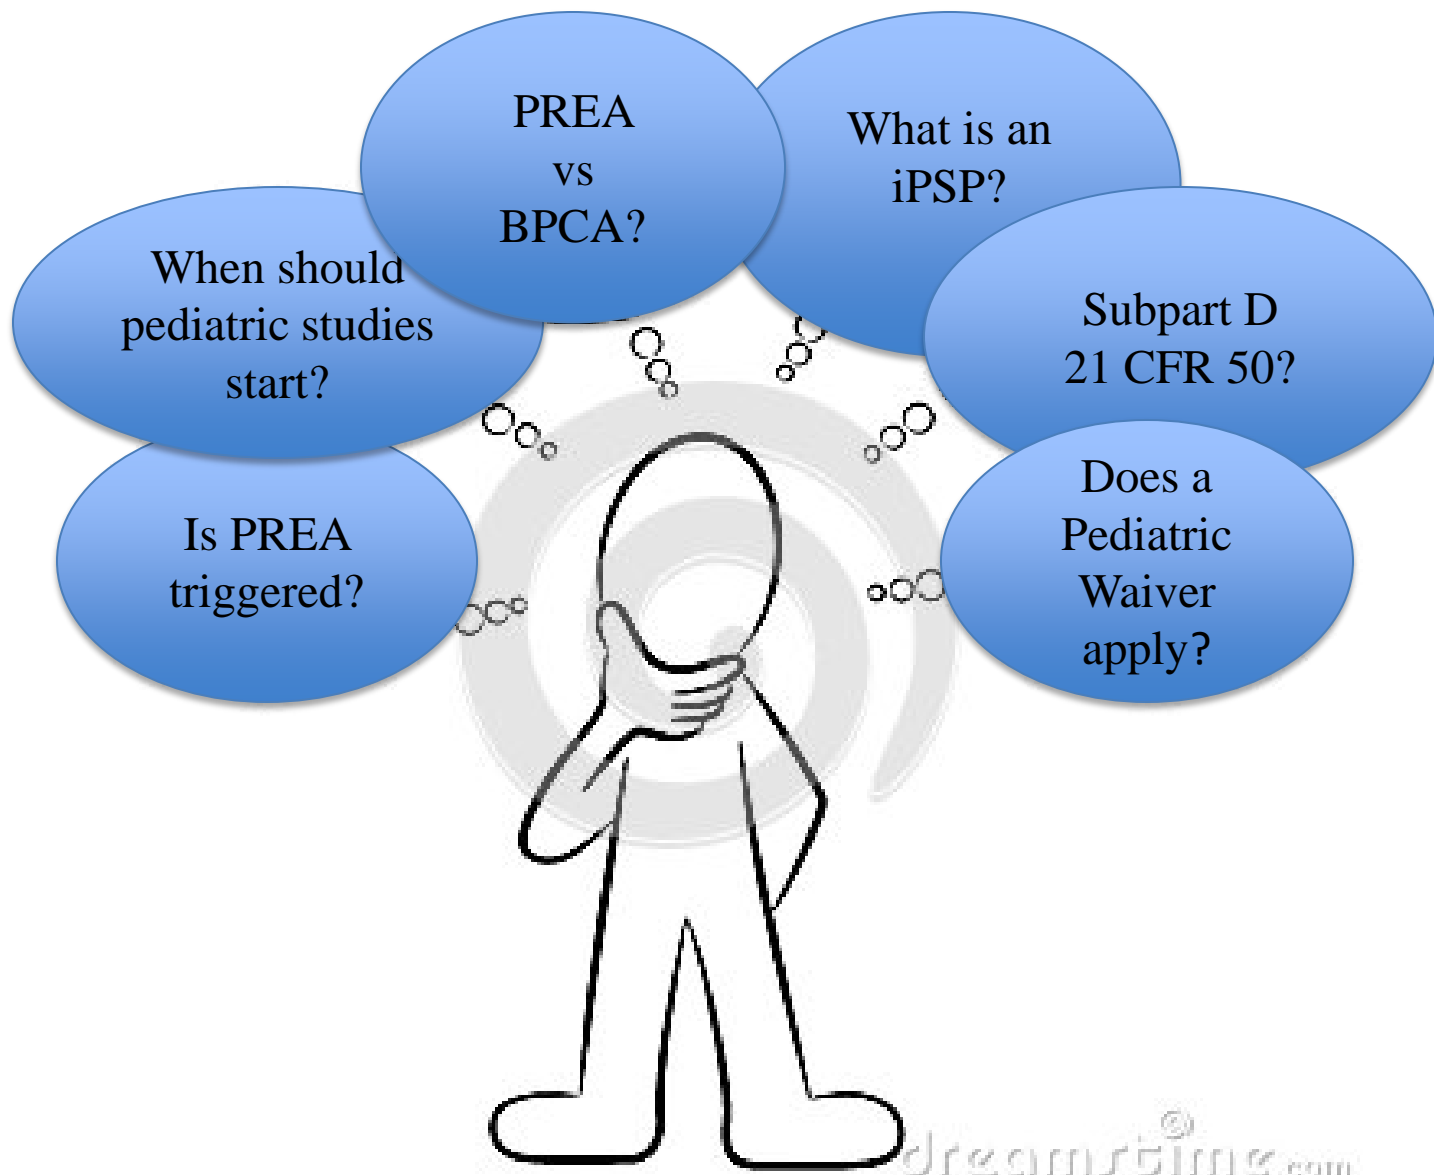 PREA
vs
BPCA?
What is an
iPSP?
When should
pediatric studies
start?
Subpart D
21 CFR 50?
Is PREA
triggered?
Does a
Pediatric
Waiver
apply?
dreamstime.com